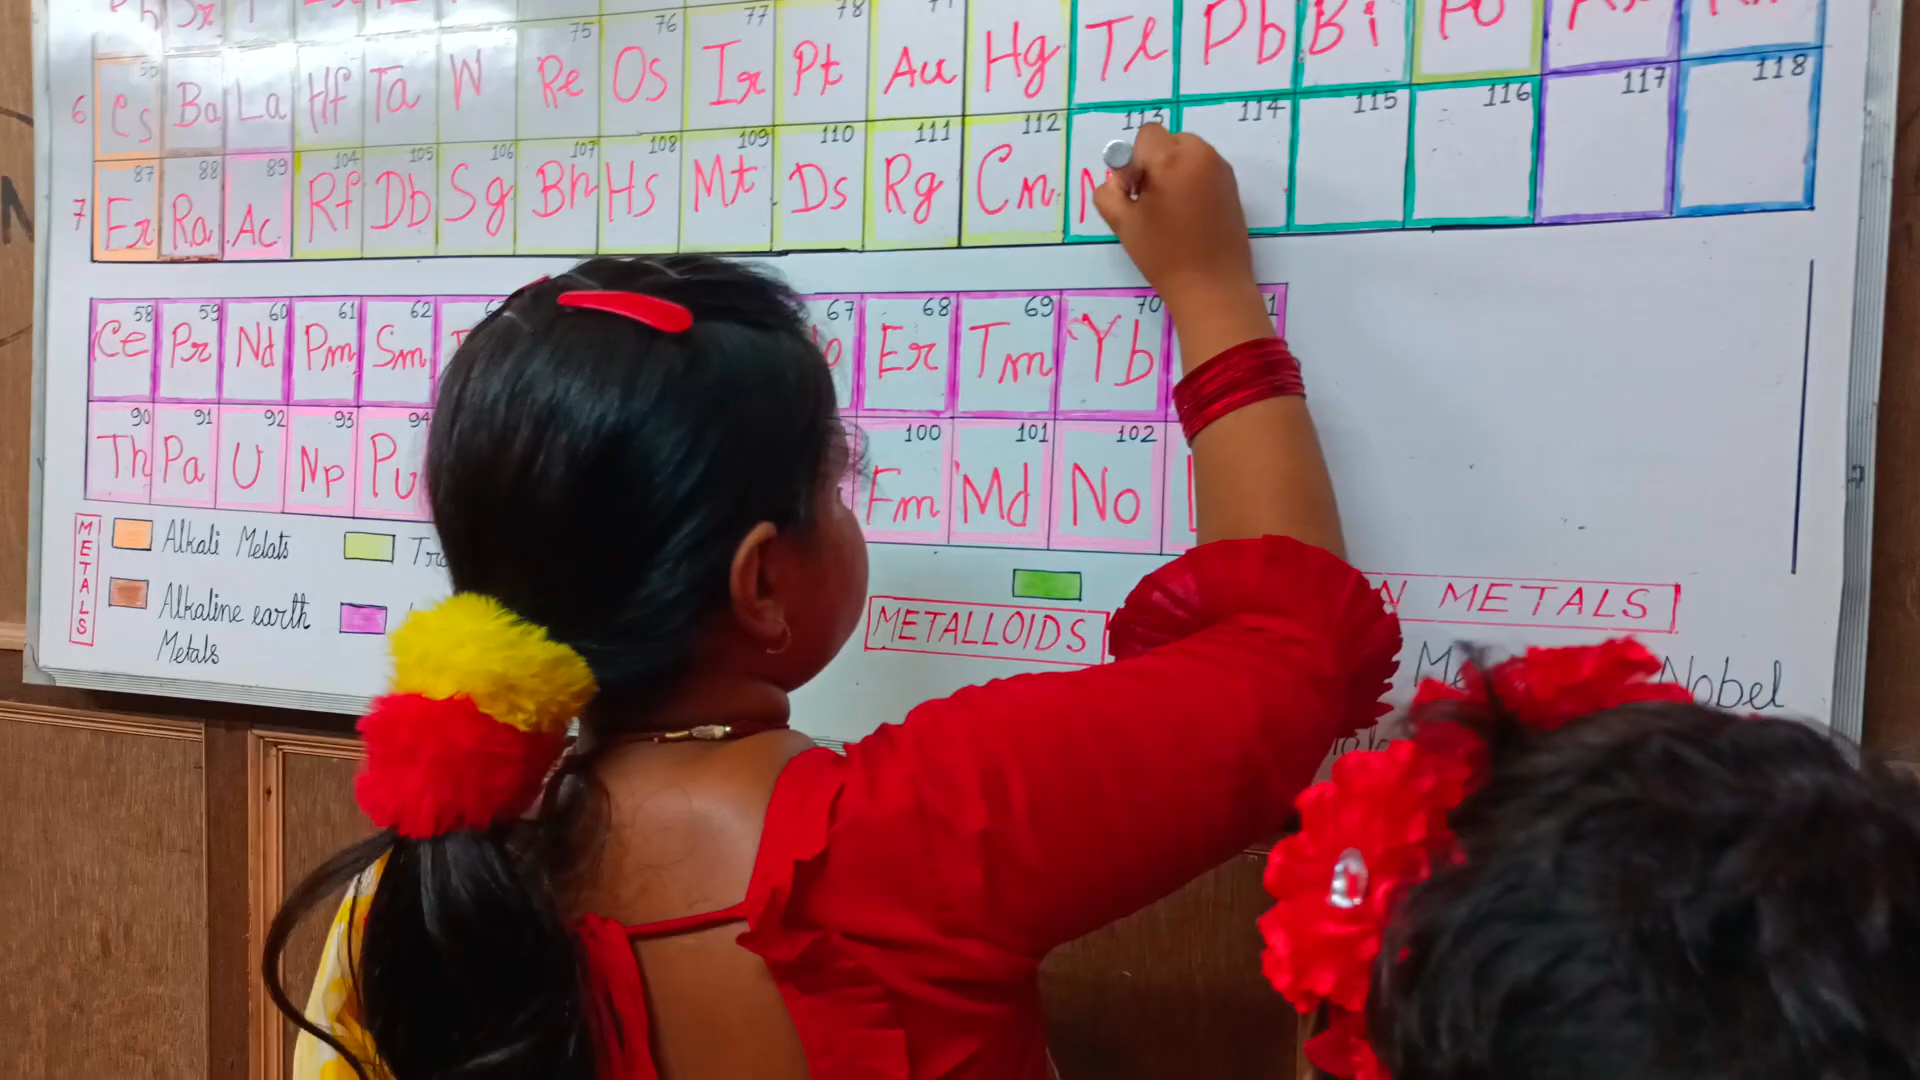 Rb Sr
75 76 77 78
55
6 Cs Ba La Hf Ta W Re Os Ir Pt Au Hg Tl Pb Bi Po
87 88 89 104 105 106 107 108 109 110 111 112 113 114 115 116 117 118
7 Fr Ra Ac Rf Db Sg Bh Hs Mt Ds Rg Cn N
58 59 60 61 62 67 68 69 70
Ce Pr Nd Pm Sm Er Tm Yb
90 91 92 93 94 100 101 102
Th Pa U Np Pu Fm Md No
METALS
Alkali Metals
Alkaline earth
Metals
METALLOIDS
METALS
Nobel